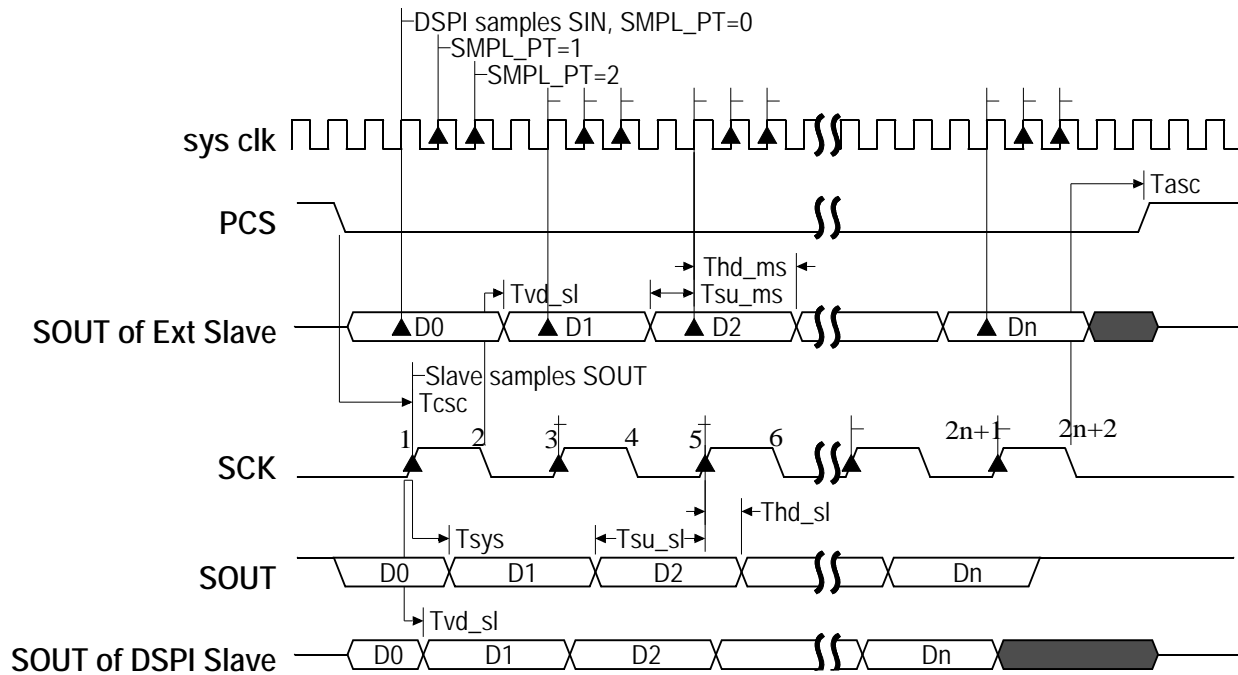 DSPI samples SIN, SMPL_PT=0
SMPL_PT=1
SMPL_PT=2
sys clk
Tasc
PCS
Thd_ms
Tvd_sl
Tsu_ms
SOUT of Ext Slave
D0
D1
D2
Dn
Slave samples SOUT
Tcsc
1
2
3
4
5
6
2n+1
2n+2
SCK
Thd_sl
Tsys
Tsu_sl
SOUT
D0
D1
D2
Dn
Tvd_sl
SOUT of DSPI Slave
D0
D1
D2
Dn